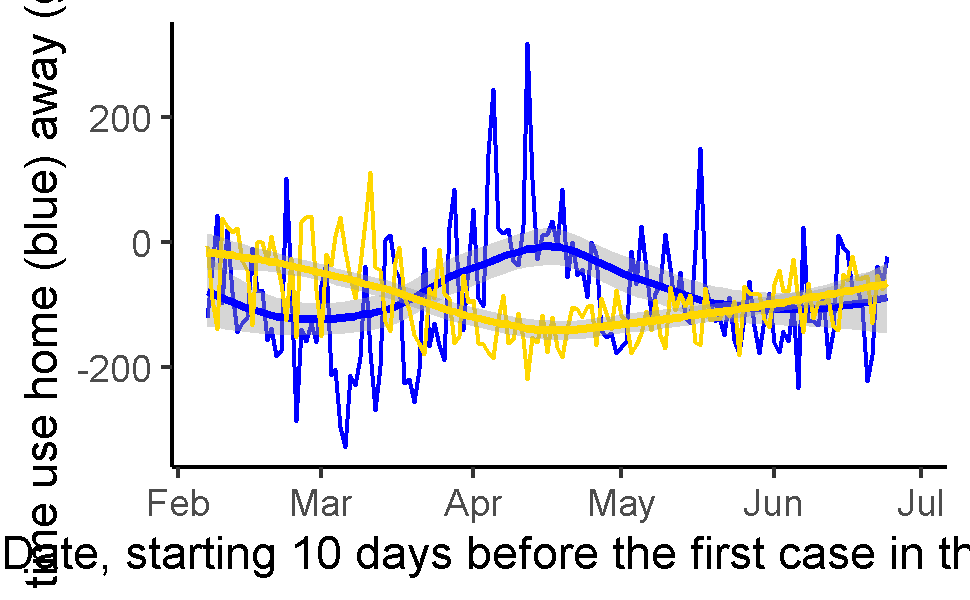 time use home (blue) away (
200
0
-200
Feb Mar Apr May Jun Jul
Date, starting 10 days before the first case in th